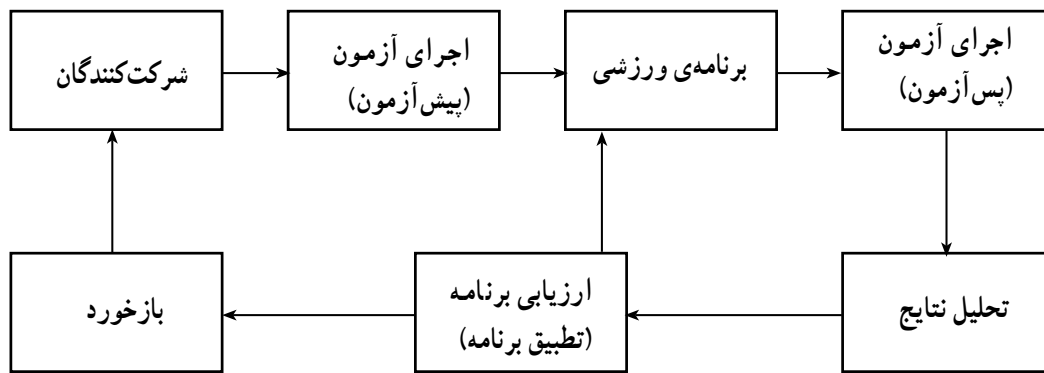 شرکت‌کنندگان
اجرای آزمون
(پیش‌آزمون)
برنامه‌ی ورزشی
اجرای آزمون
(پس‌آزمون)
تحلیل نتایج
ارزیابی برنامه
(تطبیق برنامه)
بازخورد